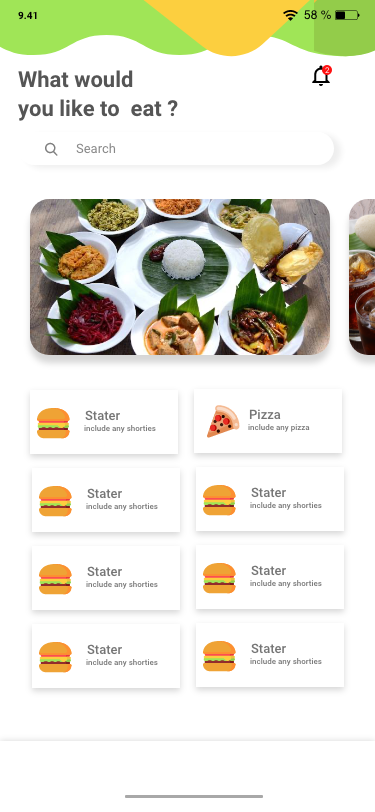 9.41
58 %
What would
2
you like to eat ?
Search
Stater
include any shorties
Pizza
include any pizza
Stater
include any shorties
Stater
include any shorties
Stater
include any shorties
Stater
include any shorties
Stater
include any shorties
Stater
include any shorties